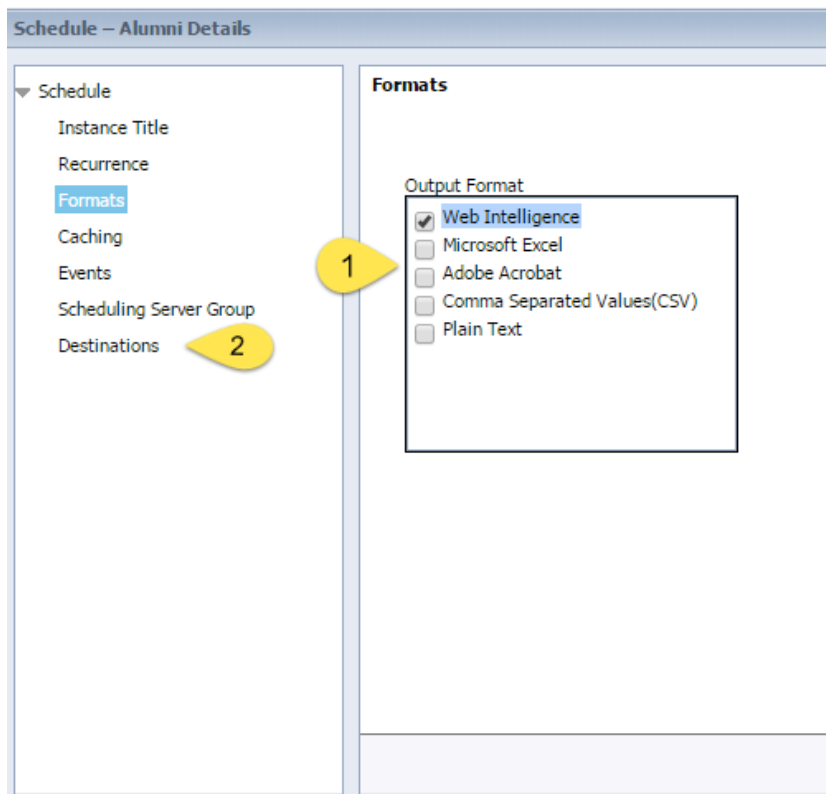 Schedule – Alumni Details
Schedule
Instance Title
Recurrence
Formats
Caching
Events
Scheduling Server Group
Destinations
2
Formats
Output Format
1
Web Intelligence
Microsoft Excel
Adobe Acrobat
Comma Separated Values(CSV)
Plain Text